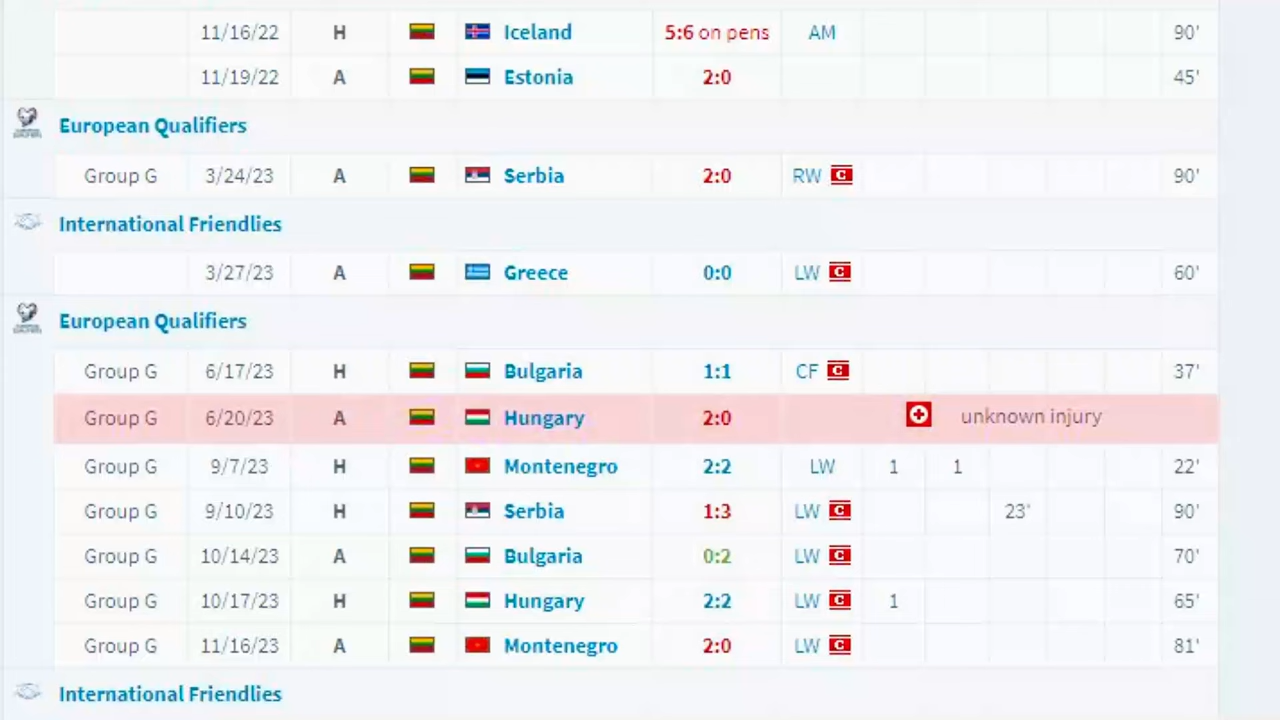 11/16/22 H Iceland 5:6 on pens AM 90'
11/19/22 A Estonia 2:0 45'
European Qualifiers
Group G 3/24/23 A Serbia 2:0 RW C 90'
International Friendlies
3/27/23 A Greece 0:0 LW C 60'
European Qualifiers
Group G 6/17/23 H Bulgaria 1:1 CF C 37'
Group G 6/20/23 A Hungary 2:0 unknown injury
Group G 9/7/23 H Montenegro 2:2 LW 1 1 22'
Group G 9/10/23 H Serbia 1:3 LW C 23' 90'
Group G 10/14/23 A Bulgaria 0:2 LW C 70'
Group G 10/17/23 H Hungary 2:2 LW C 1 65'
Group G 11/16/23 A Montenegro 2:0 LW C 81'
International Friendlies